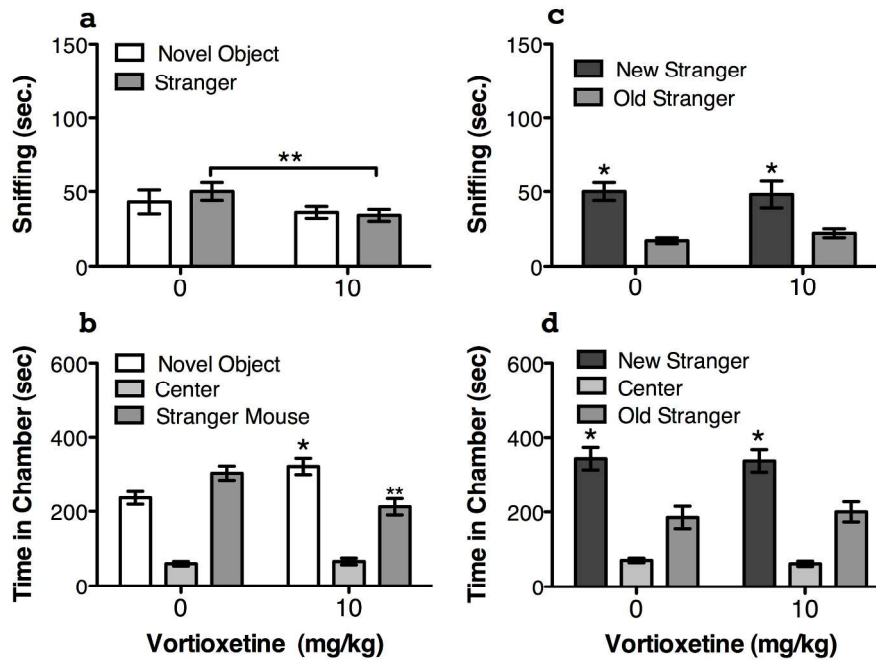 a
Sniffing (sec.)
150
100
50
0
Novel Object
Stranger
**
0
10
c
Sniffing (sec.)
150
100
50
0
New Stranger
Old Stranger
*
*
0
10
b
Time in Chamber (sec)
600
400
200
0
Novel Object
Center
Stranger Mouse
*
**
0
10
Vortioxetine (mg/kg)
d
Time in Chamber (sec)
600
400
200
0
New Stranger
Center
Old Stranger
*
*
0
10
Vortioxetine (mg/kg)